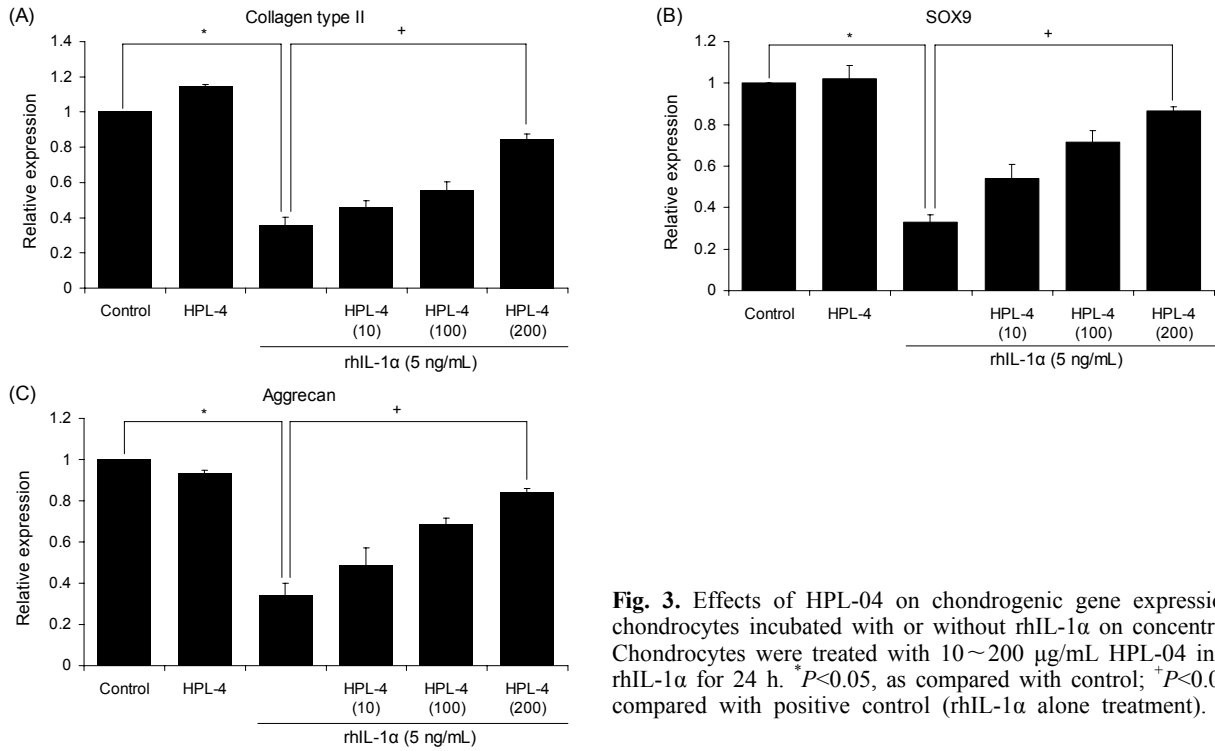 (A)
Collagen type II
*
+
1.4
1.2
1
0.8
0.6
0.4
0.2
0
Relative expression
Control HPL-4 HPL-4 HPL-4 HPL-4
(10) (100) (200)
rhIL-1α (5 ng/mL)
(B)
SOX9
*
+
1.2
1
0.8
0.6
0.4
0.2
0
Relative expression
Control HPL-4 HPL-4 HPL-4 HPL-4
(10) (100) (200)
rhIL-1α (5 ng/mL)
(C)
Aggrecan
*
+
1.2
1
0.8
0.6
0.4
0.2
0
Relative expression
Control HPL-4 HPL-4 HPL-4 HPL-4
(10) (100) (200)
rhIL-1α (5 ng/mL)
Fig. 3. Effects of HPL-04 on chondrogenic gene expressio
chondrocytes incubated with or without rhIL-1α on concentr
Chondrocytes were treated with 10~200 μg/mL HPL-04 in
rhIL-1α for 24 h. *P<0.05, as compared with control; +P<0.0
compared with positive control (rhIL-1α alone treatment).